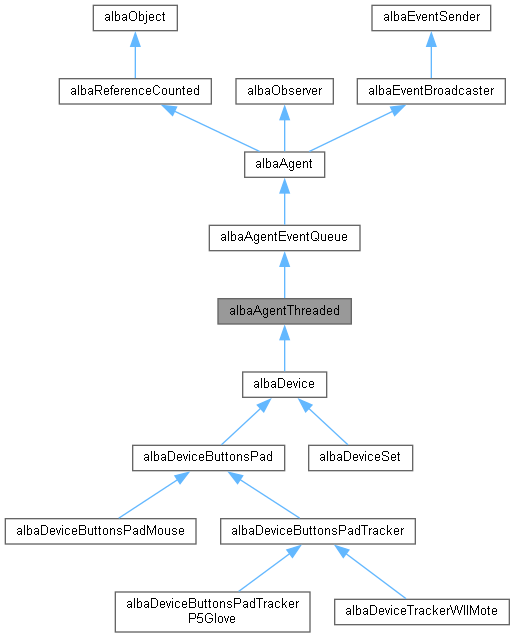 albaObject
albaEventSender
albaReferenceCounted
albaObserver
albaEventBroadcaster
albaAgent
albaAgentEventQueue
albaAgentThreaded
albaDevice
albaDeviceButtonsPad
albaDeviceSet
albaDeviceButtonsPadMouse
albaDeviceButtonsPadTracker
albaDeviceButtonsPadTracker
P5Glove
albaDeviceTrackerWIIMote